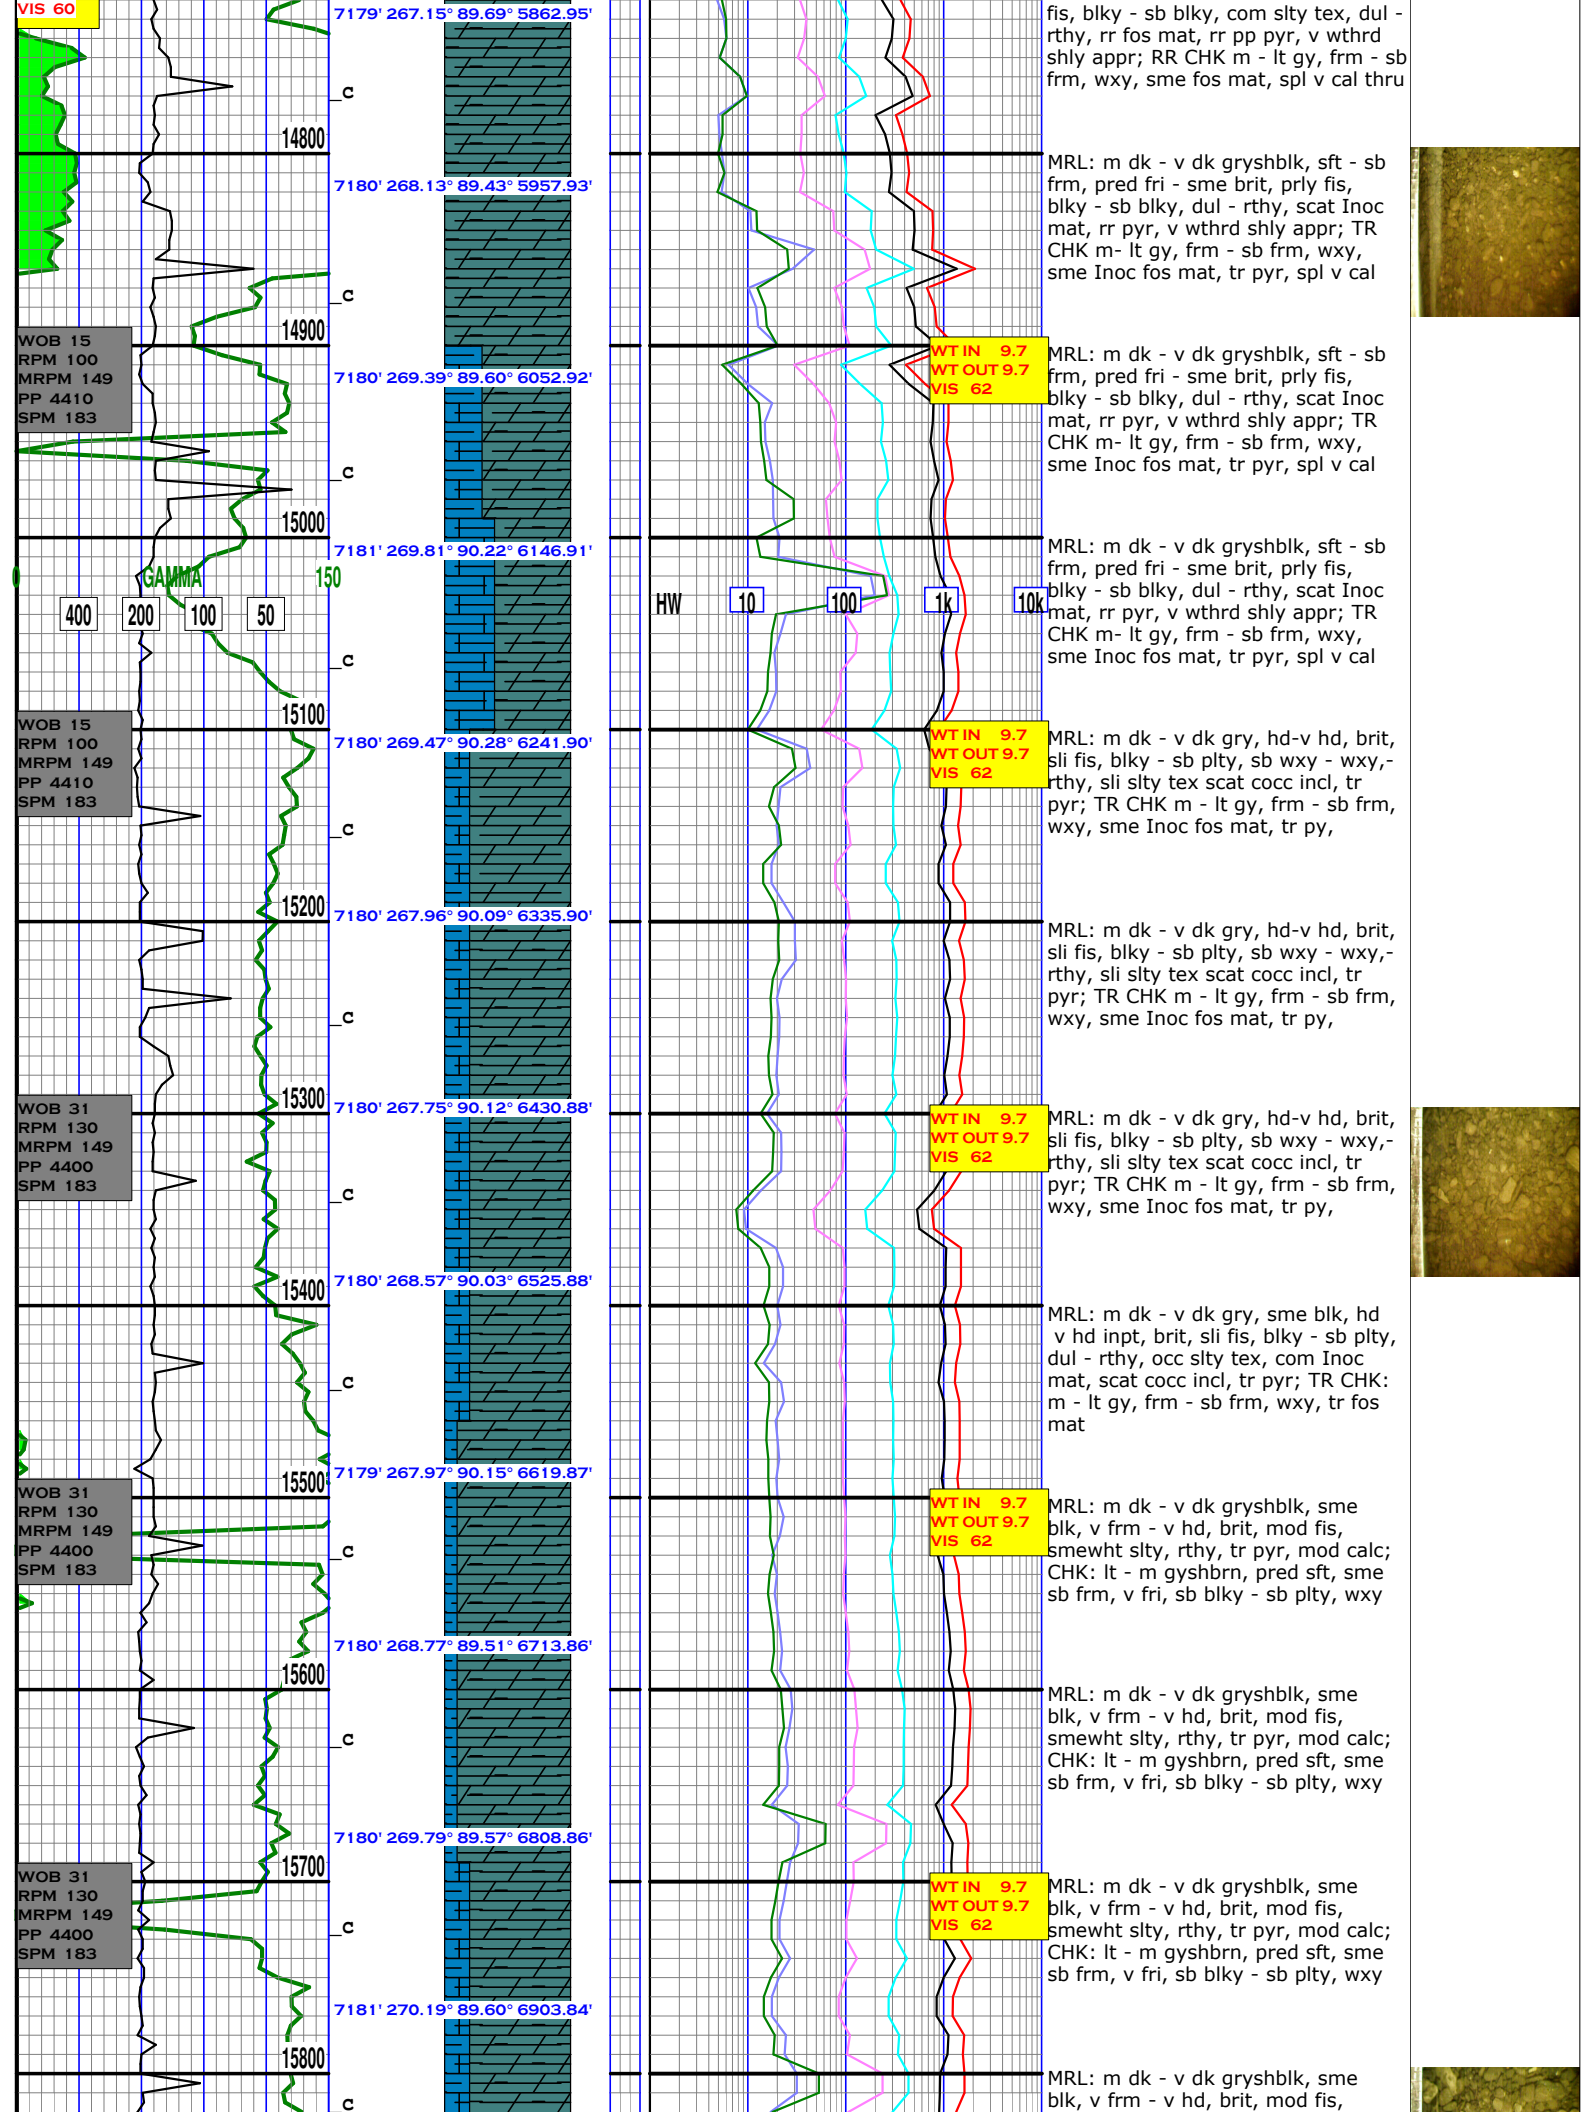 VIS 60
7179' 267.15° 89.69° 5862.95'
fis, blky - sb blky, com slty tex, dul -
rthy, rr fos mat, rr pp pyr, v wthrd
shly appr; RR CHK m - lt gy, frm - sb
frm, wxy, sme fos mat, spl v cal thru
C
14800
7180' 268.13° 89.43° 5957.93'
MRL: m dk - v dk gryshblk, sft - sb
frm, pred fri - sme brit, prly fis,
blky - sb blky, dul - rthy, scat Inoc
mat, rr pyr, v wthrd shly appr; TR
CHK m- lt gy, frm - sb frm, wxy,
sme Inoc fos mat, tr pyr, spl v cal
C
14900
WOB 15
RPM 100
MRPM 149
PP 4410
SPM 183
7180' 269.39° 89.60° 6052.92'
WT IN 9.7
WT OUT 9.7
VIS 62
MRL: m dk - v dk gryshblk, sft - sb
frm, pred fri - sme brit, prly fis,
blky - sb blky, dul - rthy, scat Inoc
mat, rr pyr, v wthrd shly appr; TR
CHK m- lt gy, frm - sb frm, wxy,
sme Inoc fos mat, tr pyr, spl v cal
C
15000
7181' 269.81° 90.22° 6146.91'
MRL: m dk - v dk gryshblk, sft - sb
frm, pred fri - sme brit, prly fis,
blky - sb blky, dul - rthy, scat Inoc
mat, rr pyr, v wthrd shly appr; TR
CHK m- lt gy, frm - sb frm, wxy,
sme Inoc fos mat, tr pyr, spl v cal
0 GAMMA 150
400 200 100 50
HW 10 100 1k 10k
C
15100
WOB 15
RPM 100
MRPM 149
PP 4410
SPM 183
7180' 269.47° 90.28° 6241.90'
WT IN 9.7
WT OUT 9.7
VIS 62
MRL: m dk - v dk gry, hd-v hd, brit,
sli fis, blky - sb plty, sb wxy - wxy,-
rthy, sli slty tex scat cocc incl, tr
pyr; TR CHK m - lt gy, frm - sb frm,
wxy, sme Inoc fos mat, tr py,
C
15200
7180' 267.96° 90.09° 6335.90'
MRL: m dk - v dk gry, hd-v hd, brit,
sli fis, blky - sb plty, sb wxy - wxy,-
rthy, sli slty tex scat cocc incl, tr
pyr; TR CHK m - lt gy, frm - sb frm,
wxy, sme Inoc fos mat, tr py,
C
15300
WOB 31
RPM 130
MRPM 149
PP 4400
SPM 183
7180' 267.75° 90.12° 6430.88'
WT IN 9.7
WT OUT 9.7
VIS 62
MRL: m dk - v dk gry, hd-v hd, brit,
sli fis, blky - sb plty, sb wxy - wxy,-
rthy, sli slty tex scat cocc incl, tr
pyr; TR CHK m - lt gy, frm - sb frm,
wxy, sme Inoc fos mat, tr py,
C
15400
7180' 268.57° 90.03° 6525.88'
MRL: m dk - v dk gry, sme blk, hd
v hd inpt, brit, sli fis, blky - sb plty,
dul - rthy, occ slty tex, com Inoc
mat, scat cocc incl, tr pyr; TR CHK:
m - lt gy, frm - sb frm, wxy, tr fos
mat
C
15500
WOB 31
RPM 130
MRPM 149
PP 4400
SPM 183
7179' 267.97° 90.15° 6619.87'
WT IN 9.7
WT OUT 9.7
VIS 62
MRL: m dk - v dk gryshblk, sme
blk, v frm - v hd, brit, mod fis,
smewht slty, rthy, tr pyr, mod calc;
CHK: lt - m gyshbrn, pred sft, sme
sb frm, v fri, sb blky - sb plty, wxy
C
7180' 268.77° 89.51° 6713.86'
15600
MRL: m dk - v dk gryshblk, sme
blk, v frm - v hd, brit, mod fis,
smewht slty, rthy, tr pyr, mod calc;
CHK: lt - m gyshbrn, pred sft, sme
sb frm, v fri, sb blky - sb plty, wxy
C
7180' 269.79° 89.57° 6808.86'
15700
WOB 31
RPM 130
MRPM 149
PP 4400
SPM 183
WT IN 9.7
WT OUT 9.7
VIS 62
MRL: m dk - v dk gryshblk, sme
blk, v frm - v hd, brit, mod fis,
smewht slty, rthy, tr pyr, mod calc;
CHK: lt - m gyshbrn, pred sft, sme
sb frm, v fri, sb blky - sb plty, wxy
C
7181' 270.19° 89.60° 6903.84'
15800
MRL: m dk - v dk gryshblk, sme
blk, v frm - v hd, brit, mod fis,
C